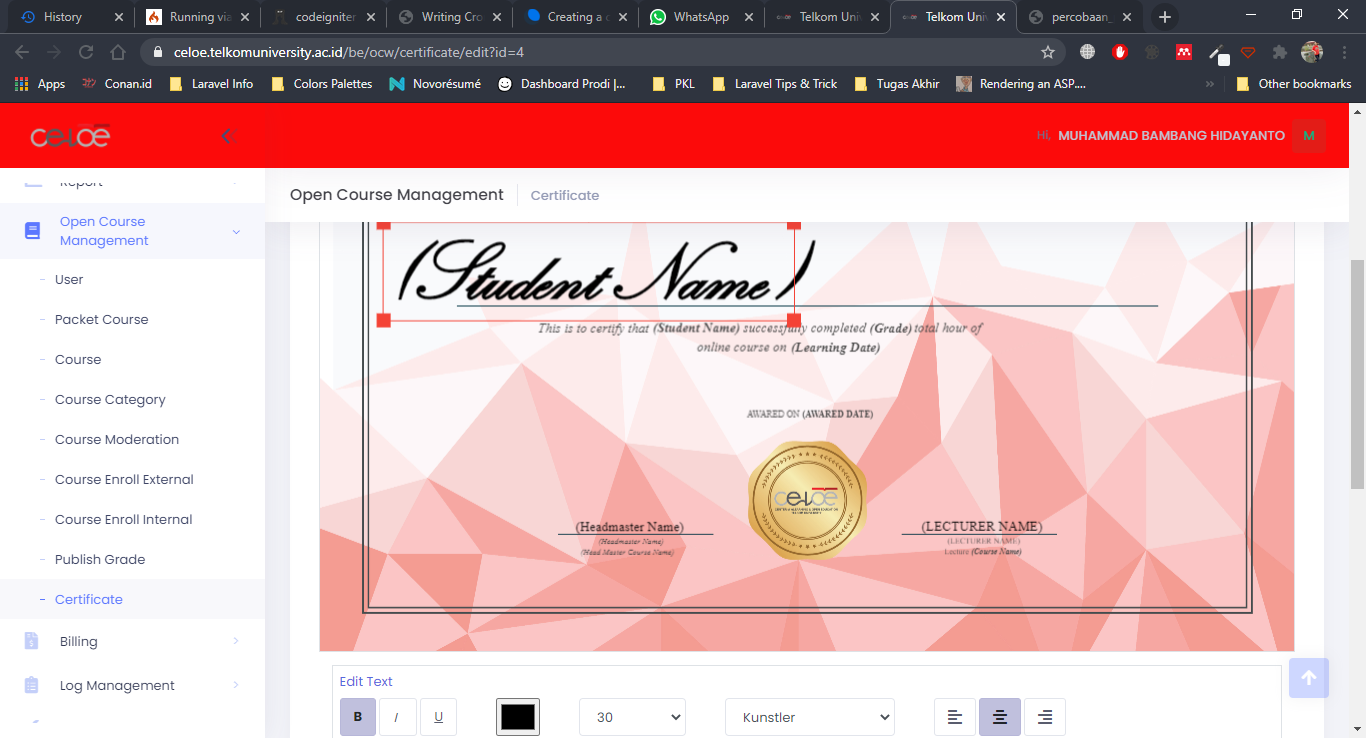 History
Running via
codeigniter
Writing Cro
Creating a c
WhatsApp
Telkom Uni
Telkom Uni
percobaan_
celoe.telkomuniversity.ac.id/be/ocw/certificate/edit?id=4
Apps
Conan.id
Laravel Info
Colors Palettes
Novorésumé
Dashboard Prodi |...
PKL
Laravel Tips & Trick
Tugas Akhir
Rendering an ASP....
»
Other bookmarks
celoe
Hi, MUHAMMAD BAMBANG HIDAYANTO
M
Report
Open Course Management
Certificate
Open Course
Management
User
Packet Course
Course
Course Category
Course Moderation
Course Enroll External
Course Enroll Internal
Publish Grade
Certificate
Billing
Log Management
(Student Name)
This is to certify that (Student Name) successfully completed (Grade) total hour of
online course on (Learning Date)
AWARED ON (AWARED DATE)
celoe
(Headmaster Name)
(Headmaster Name)
(Head Master Course Name)
(LECTURER NAME)
(LECTURER NAME)
Lecture (Course Name)
Edit Text
B
I
U
30
Kunstler